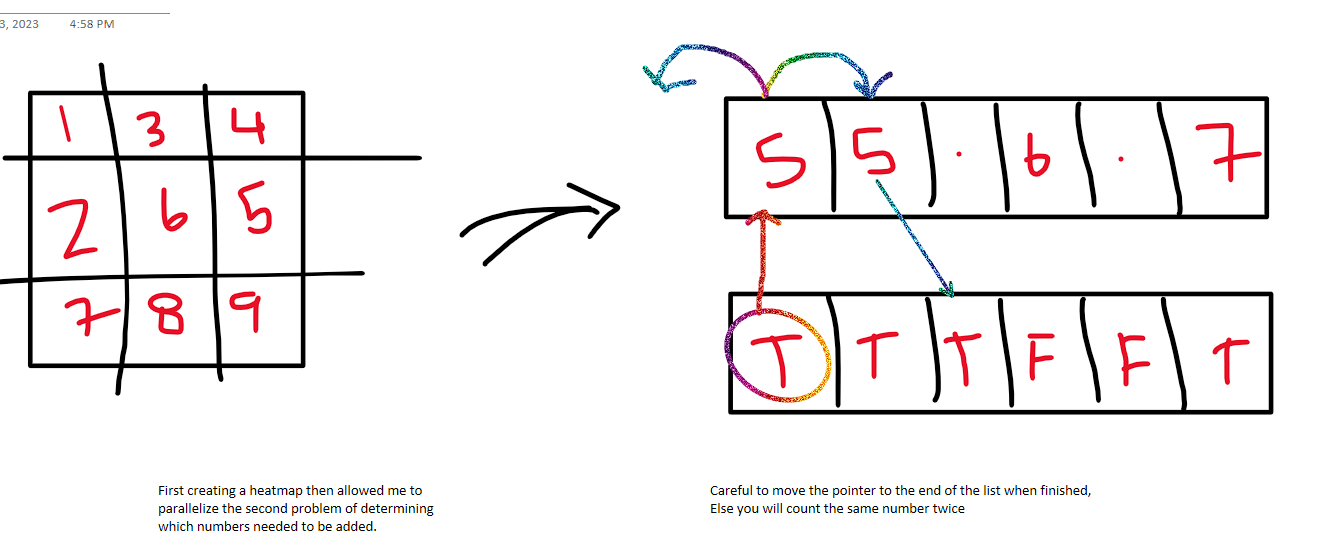 3, 2023 4:58 PM
1 3 4
2 6 5
7 8 9
5 5 . 6 . 7
T T T F F T
First creating a heatmap then allowed me to
parallelize the second problem of determining
which numbers needed to be added.
Careful to move the pointer to the end of the list when finished,
Else you will count the same number twice